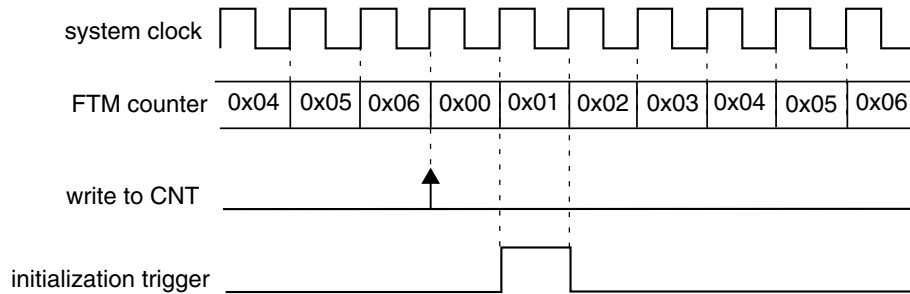 system clock
FTM counter 0x04 0x05 0x06 0x00 0x01 0x02 0x03 0x04 0x05 0x06
write to CNT
initialization trigger